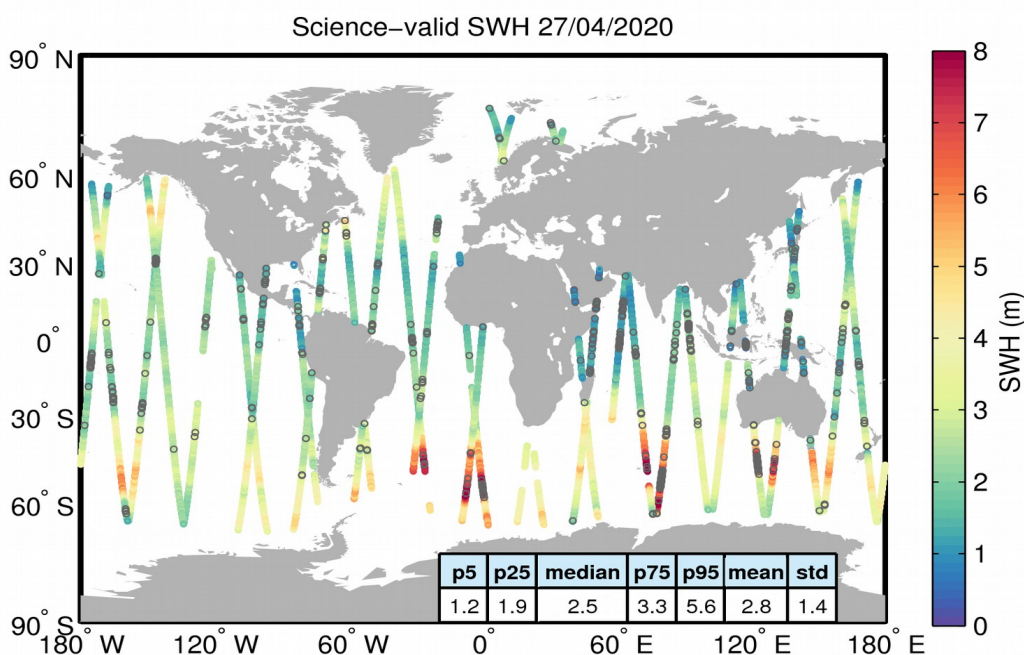 Science−valid SWH 27/04/2020
90° N
60° N
30° N
0°
30° S
60° S
90° S
180° W
120° W
60° W
0°
60° E
120° E
180° E
p5 p25 median p75 p95 mean std
1.2 1.9 2.5 3.3 5.6 2.8 1.4
8
7
6
5
4
3
2
1
0
SWH (m)